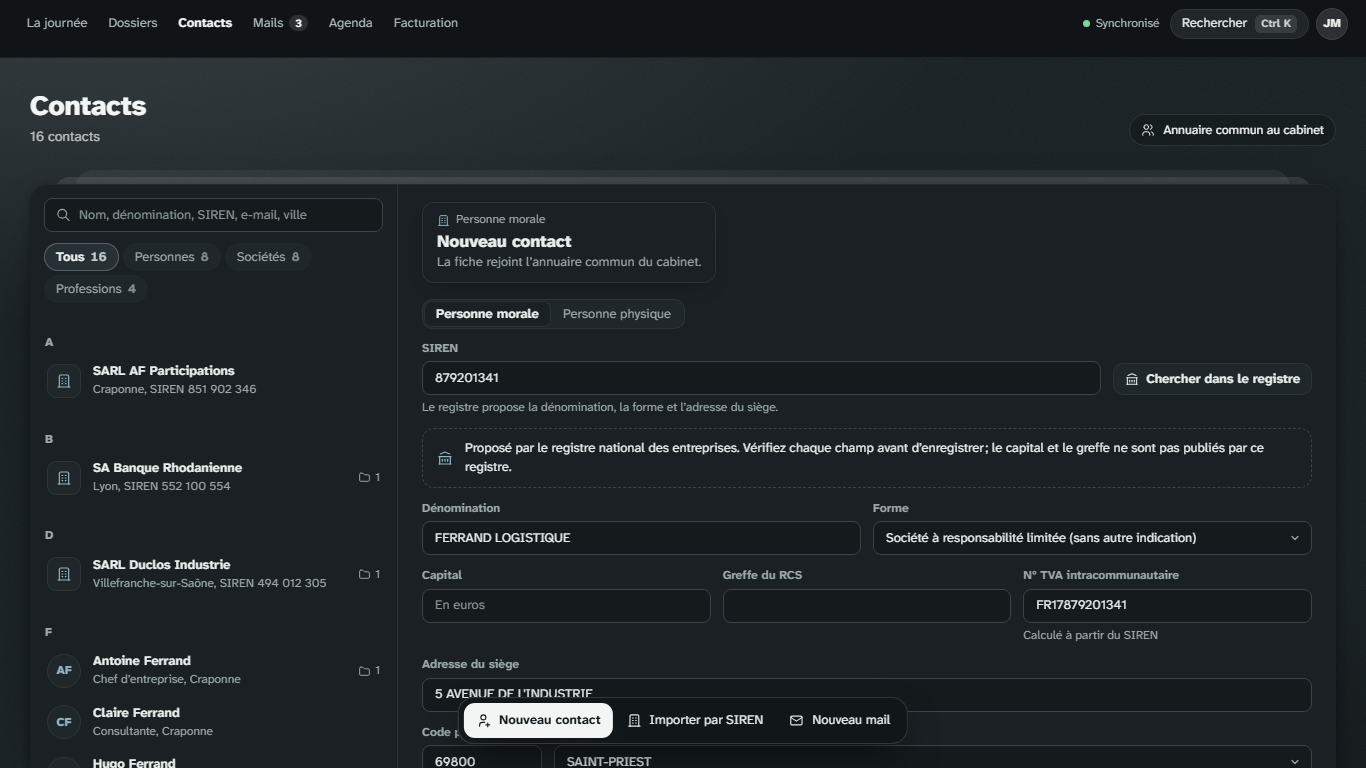 La journée
Dossiers
Contacts
Mails 3
Agenda
Facturation
Synchronisé
Rechercher Ctrl K
JM
Contacts
16 contacts
Annuaire commun au cabinet
Nom, dénomination, SIREN, e-mail, ville
Tous 16
Personnes 8
Sociétés 8
Professions 4
A
SARL AF Participations
Craponne, SIREN 851 902 346
B
SA Banque Rhodanienne
Lyon, SIREN 552 100 554
1
D
SARL Duclos Industrie
Villefranche-sur-Saône, SIREN 494 012 305
1
F
AF
Antoine Ferrand
Chef d'entreprise, Craponne
1
CF
Claire Ferrand
Consultante, Craponne
Hugo Ferrand
Personne morale
Nouveau contact
La fiche rejoint l'annuaire commun du cabinet.
Personne morale
Personne physique
SIREN
879201341
Chercher dans le registre
Le registre propose la dénomination, la forme et l'adresse du siège.
Proposé par le registre national des entreprises. Vérifiez chaque champ avant d'enregistrer ; le capital et le greffe ne sont pas publiés par ce
registre.
Dénomination
Forme
FERRAND LOGISTIQUE
Société à responsabilité limitée (sans autre indication)
Capital
Greffe du RCS
N° TVA intracommunautaire
En euros
FR17879201341
Calculé à partir du SIREN
Adresse du siège
5 AVENUE DE L'INDUSTRIE
Code
69800
SAINT-PRIEST
Nouveau contact
Importer par SIREN
Nouveau mail